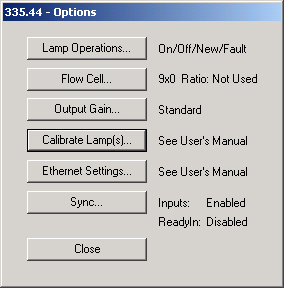 335.44 - Options
Lamp Operations... On/Off/New/Fault
Flow Cell... 9x0 Ratio: Not Used
Output Gain... Standard
Calibrate Lamp(s)... See User's Manual
Ethernet Settings... See User's Manual
Sync... Inputs: Enabled
ReadyIn: Disabled
Close